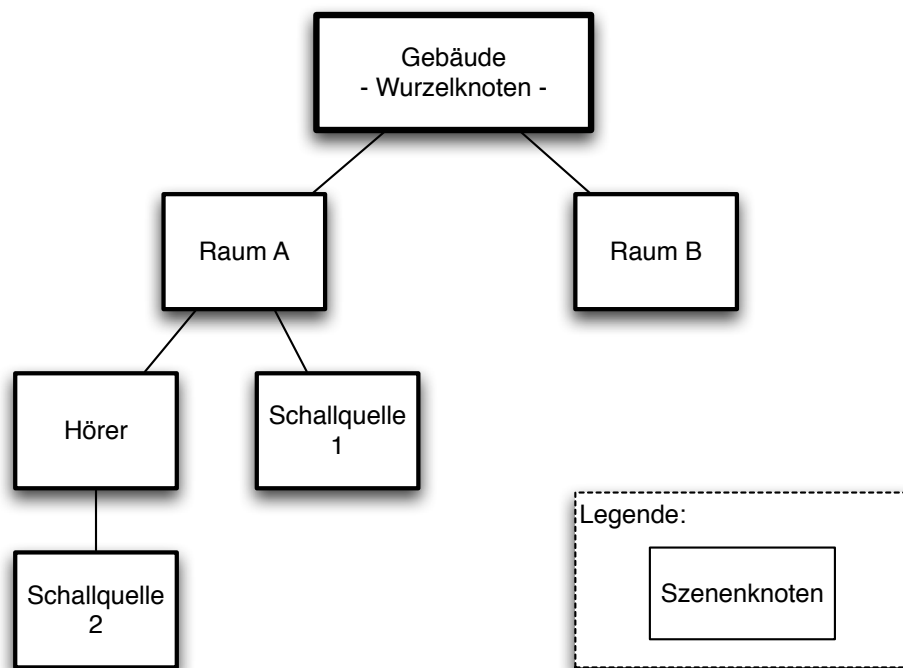 Gebäude
- Wurzelknoten -
Raum A
Raum B
Hörer
Schallquelle
1
Schallquelle
2
Legende:
Szenenknoten